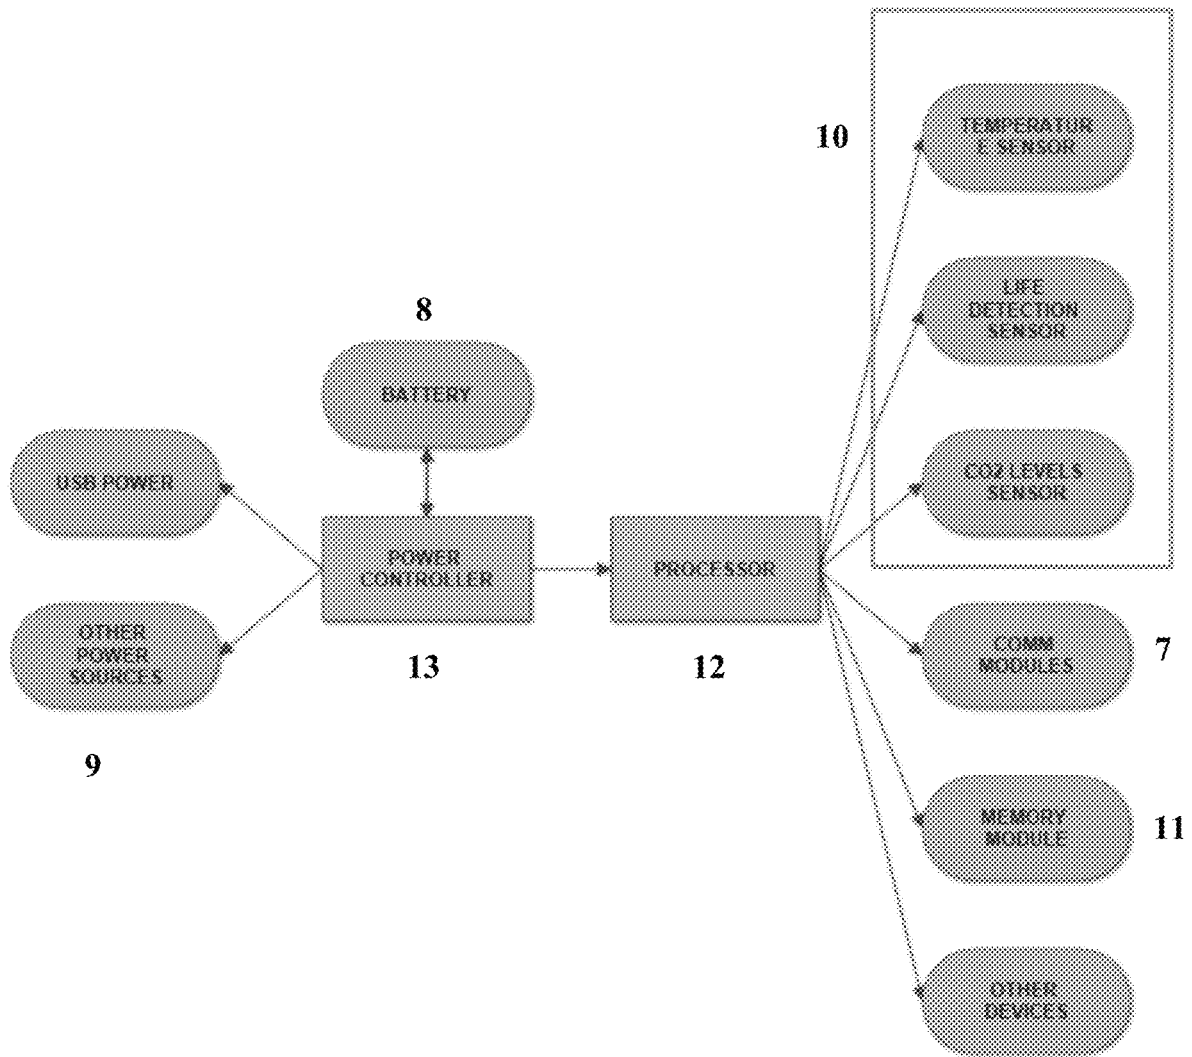 10
TEMPERATUR
E SENSOR
LIFE
DETECTION
SENSOR
8
BATTERY
CO2 LEVELS
SENSOR
USB POWER
POWER
CONTROLLER
PROCESSOR
OTHER
POWER
SOURCES
13
12
COMM
MODULES
7
9
MEMORY
MODULE
11
OTHER
DEVICES